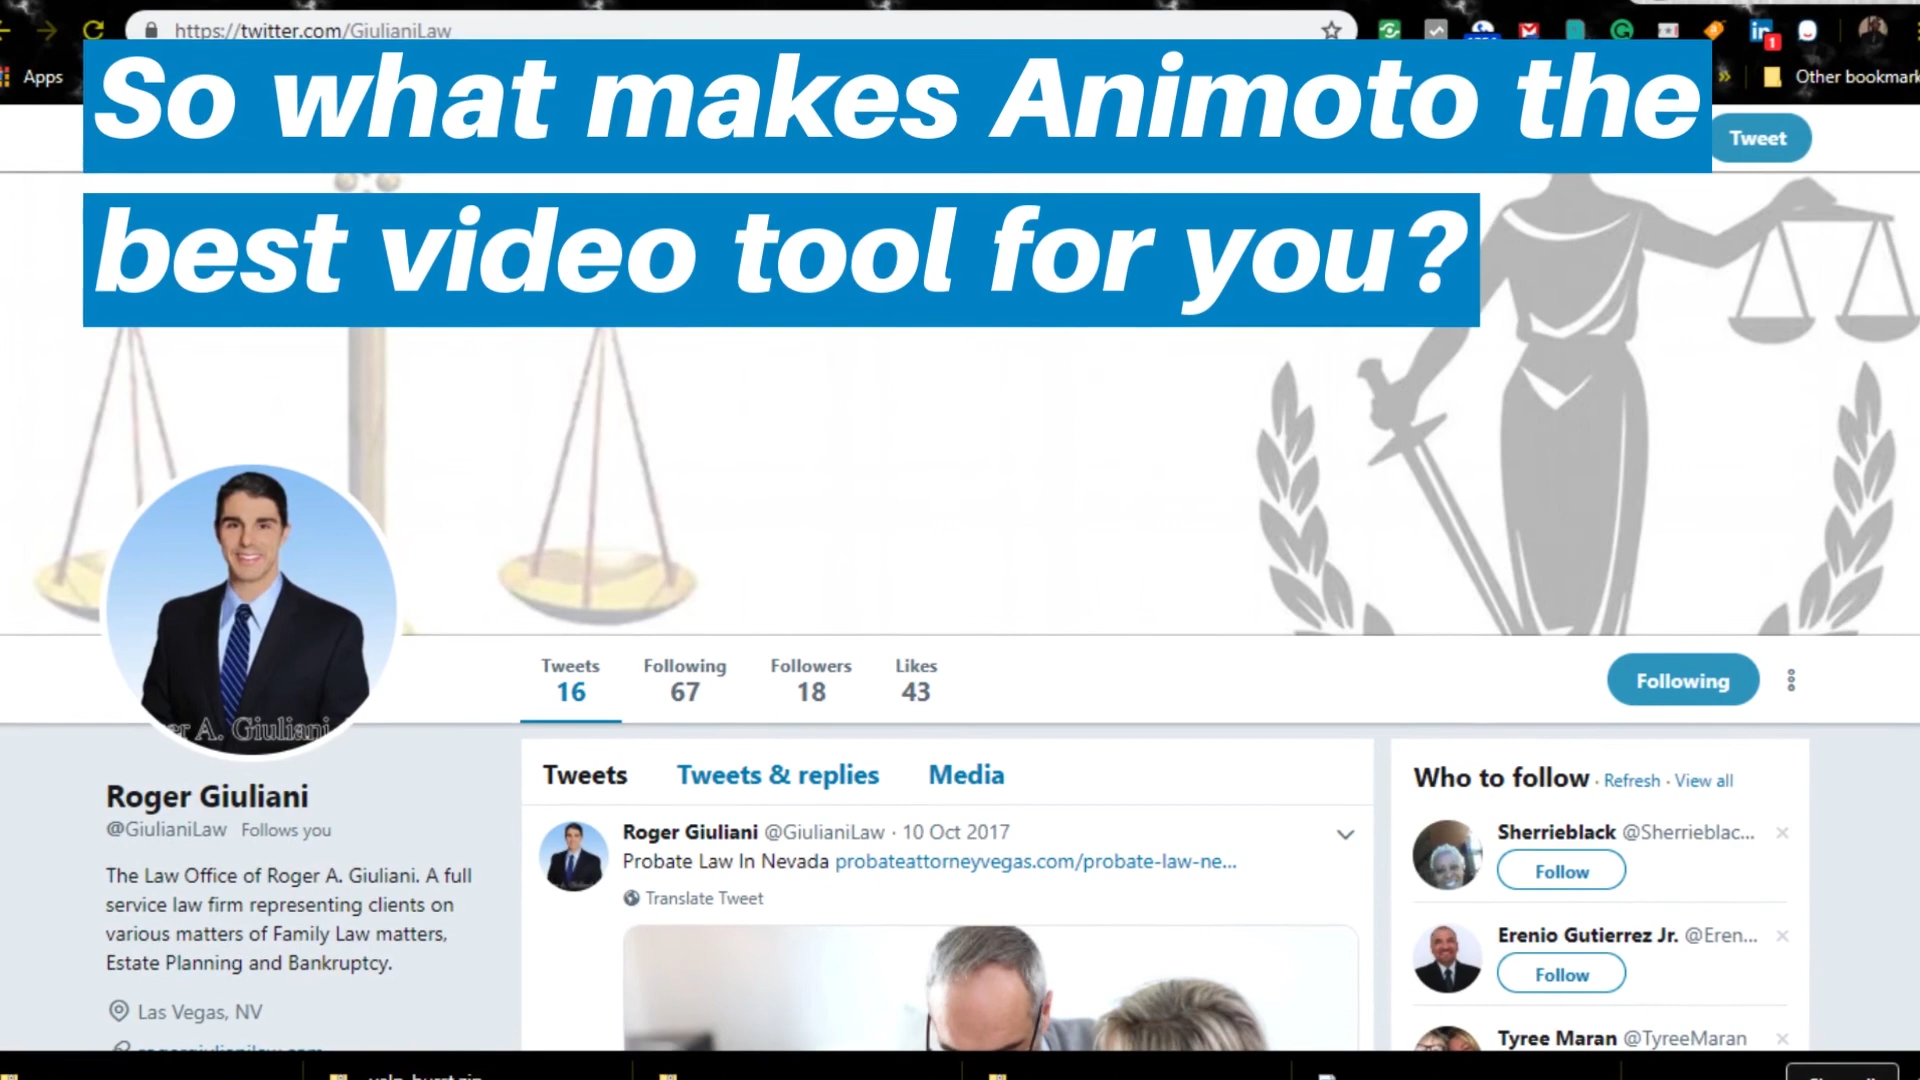 https://twitter.com/GiulianiLaw
So what makes Animoto the
best video tool for you?
Apps
Other bookmark
Tweet
Tweets Following Followers Likes
16 67 18 43
Following
er A. Giuliani
Roger Giuliani
@GiulianiLaw Follows you
The Law Office of Roger A. Giuliani. A full
service law firm representing clients on
various matters of Family Law matters,
Estate Planning and Bankruptcy.
Las Vegas, NV
Tweets Tweets & replies Media
Roger Giuliani @GiulianiLaw · 10 Oct 2017
Probate Law In Nevada probateattorneyvegas.com/probate-law-ne...
Translate Tweet
Who to follow · Refresh · View all
Sherrieblack @Sherrieblac...
Follow
Erenio Gutierrez Jr. @Eren...
Follow
Tyree Maran @TyreeMaran